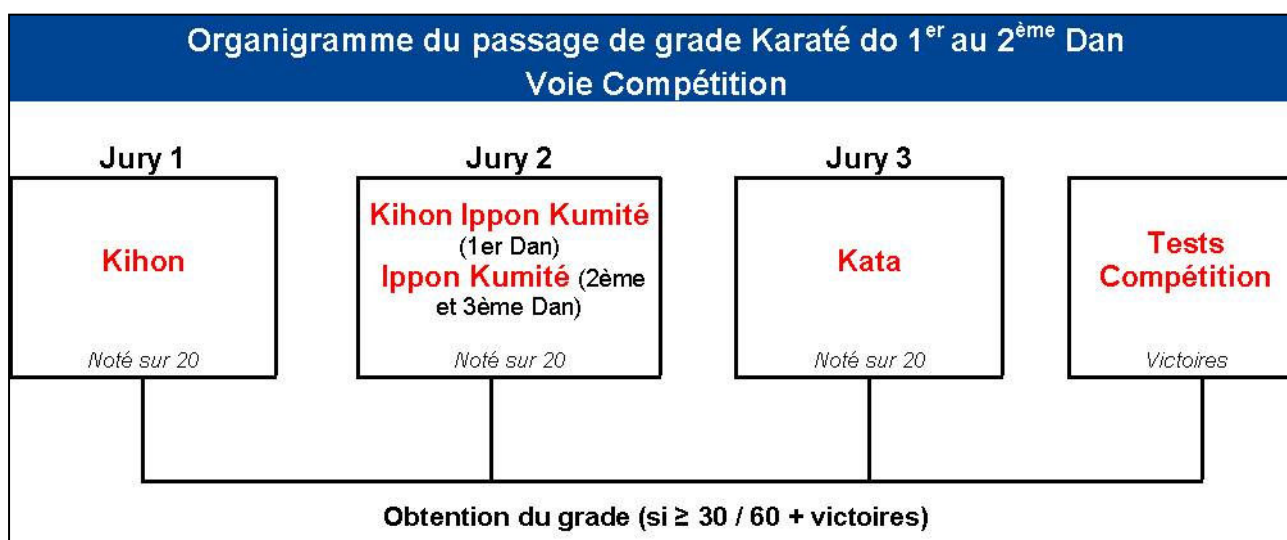 Organigramme du passage de grade Karaté do 1er au 2ème Dan
Voie Compétition
Jury 1
Kihon
Noté sur 20
Jury 2
Kihon Ippon Kumité
(1er Dan)
Ippon Kumité (2ème
et 3ème Dan)
Noté sur 20
Jury 3
Kata
Noté sur 20
Tests
Compétition
Victoires
Obtention du grade (si ≥ 30 / 60 + victoires)